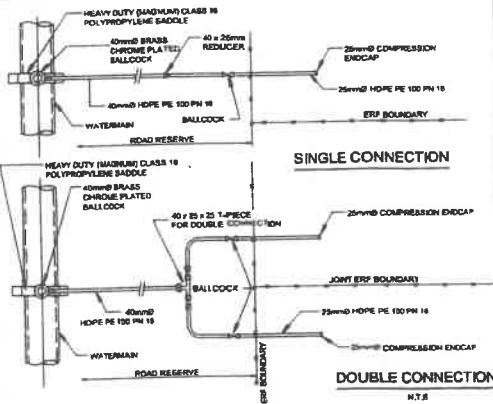 HEAVY DUTY (MAGNUM) CLASS 16
POLYPROPYLENE SADDLE
40mmØ BRASS
CHROME PLATED
BALLCOCK
40 x 25mm
REDUCER
25mmØ COMPRESSION
ENDCAP
40mmØ HDPE PE 100 PN 16
BALLCOCK
25mmØ HDPE PE 100 PN 16
WATERMAIN
ERF BOUNDARY
ROAD RESERVE
SINGLE CONNECTION
HEAVY DUTY (MAGNUM) CLASS 16
POLYPROPYLENE SADDLE
40mmØ BRASS
CHROME PLATED
BALLCOCK
40 x 25 x 25 T-PIECE
FOR DOUBLE CONNECTION
25mmØ COMPRESSION ENDCAP
BALLCOCK
JOINT ERF BOUNDARY
40mmØ
HDPE PE 100 PN 16
25mmØ HDPE PE 100 PN 16
WATERMAIN
25mmØ COMPRESSION ENDCAP
ROAD RESERVE
ERF BOUNDARY
DOUBLE CONNECTION
N.T.S